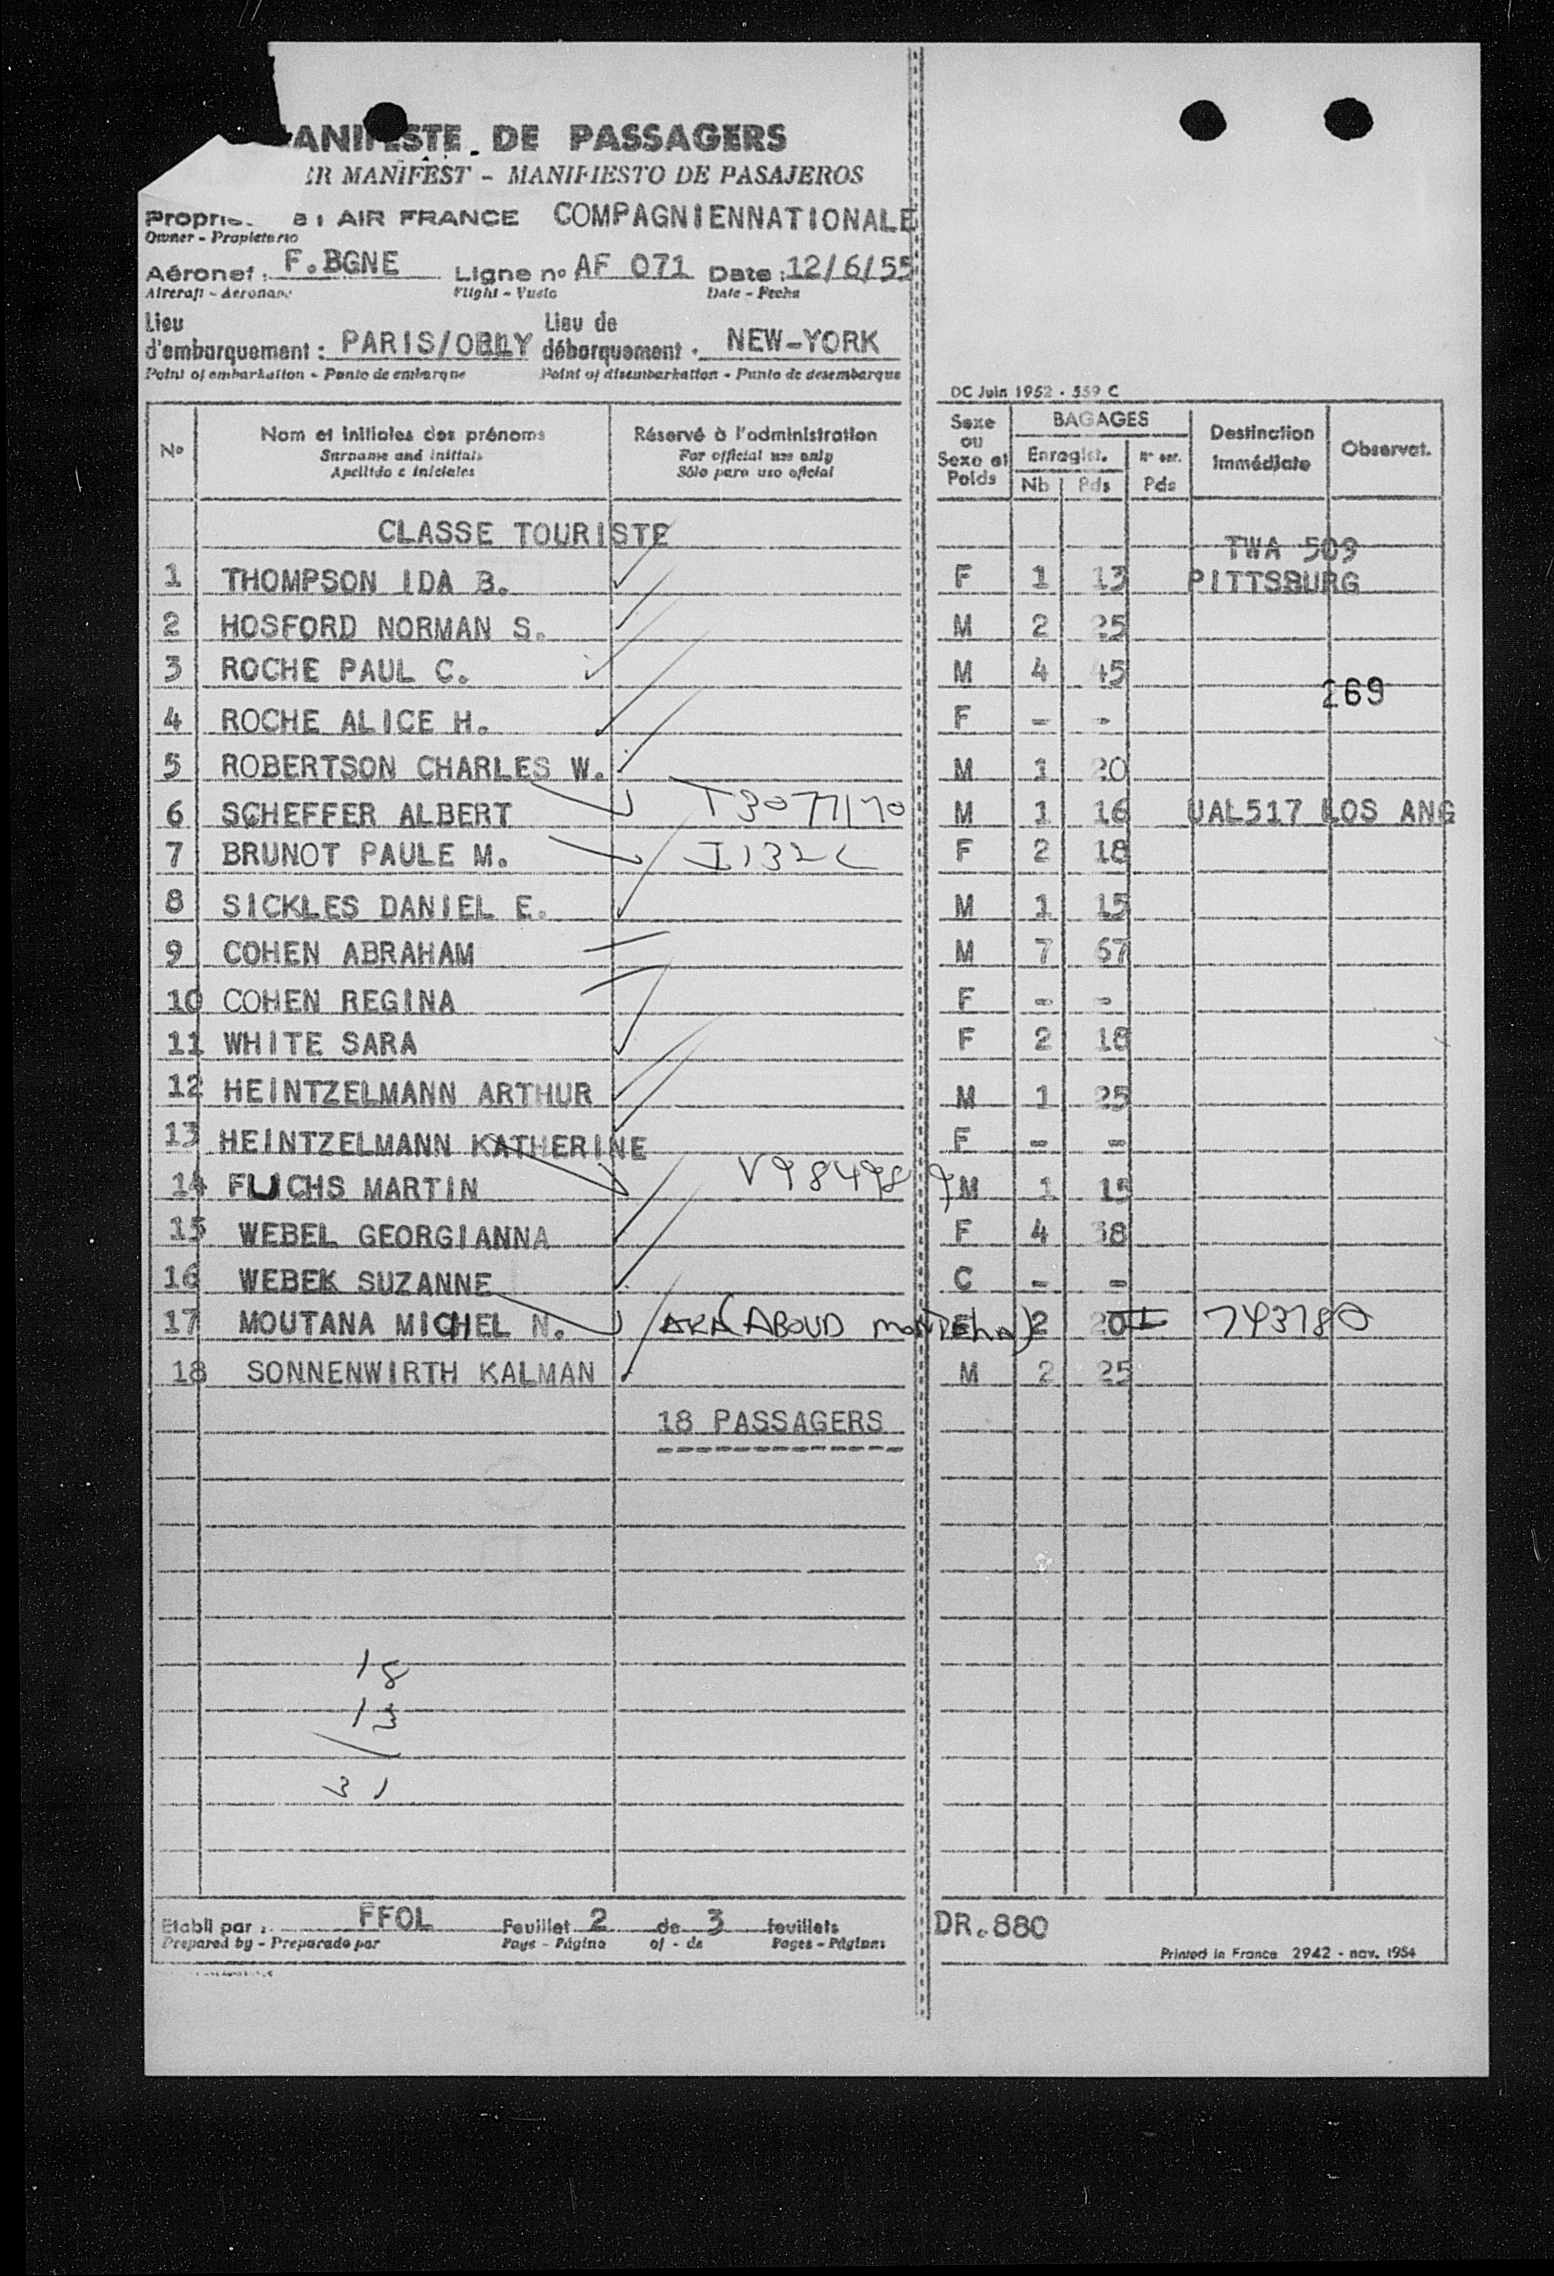 ANIFESTE DE PASSAGERS
ER MANIFEST - MANIFIESTO DE PASAJEROS
AIR FRANCE COMPAGNIENNATIONALE
Owner - Propietario
Aéronef : F.BGNE Ligne no AF 071 Date : 12/6/55
Aircraft - Aeronave Flight - Vuelo Date - Fecha
Lieu d'embarquement : PARIS/ORLY Lieu de débarquement : NEW-YORK
Point of embarkation - Punto de embarque Point of disembarkation - Punto de desembarque
DC Juin 1952 - 559 C
No Nom et initiales des prénoms Réservé à l'administration Sexe ou Sexe et Poids BAGAGES Destination immédiate Observat.
Surname and initials For official use only Enregist.
Apellido e iniciales Sólo para uso oficial Nb Pds Pds
CLASSE TOURISTE TWA 509
1 THOMPSON IDA B. F 1 13 PITTSBURG
2 HOSFORD NORMAN S. M 2 25
3 ROCHE PAUL C. M 4 45
269
4 ROCHE ALICE H. F - -
5 ROBERTSON CHARLES W. M 1 20
6 SCHEFFER ALBERT T3077170 M 1 16 UAL517 LOS ANG
7 BRUNOT PAULE M. F 2 18
8 SICKLES DANIEL E. M 1 15
9 COHEN ABRAHAM M 7 67
10 COHEN REGINA F - -
11 WHITE SARA F 2 18
12 HEINTZELMANN ARTHUR M 1 25
13 HEINTZELMANN KATHERINE F - -
14 FUCHS MARTIN V984989 M 1 15
15 WEBEL GEORGIANNA F 4 38
16 WEBEK SUZANNE C - -
17 MOUTANA MICHEL N. AKA (ABOUD 2 20 I 743780
18 SONNENWIRTH KALMAN M 2 25
18 PASSAGERS
18
13
31
Etabli par : FFOL Feuillet 2 de 3 feuillets DR.880
Prepared by - Preparado por Page - Página of - de Pages - Páginas
Printed in France 2942 - nov. 1954